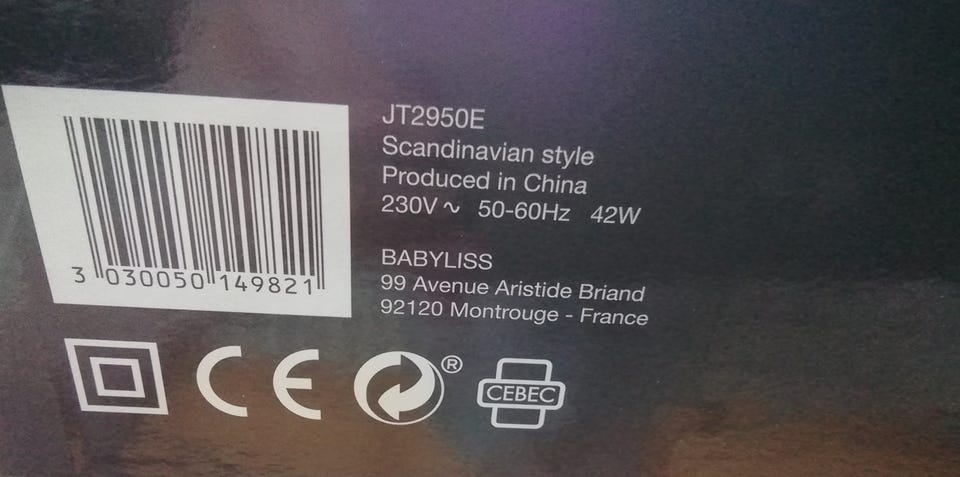 JT2950E
Scandinavian style
Produced in China
230V ~ 50-60Hz 42W
BABYLISS
99 Avenue Aristide Briand
92120 Montrouge - France
3 030050 149821
CE
®
CEBEC